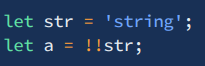 let str = 'string';
let a = !!str;